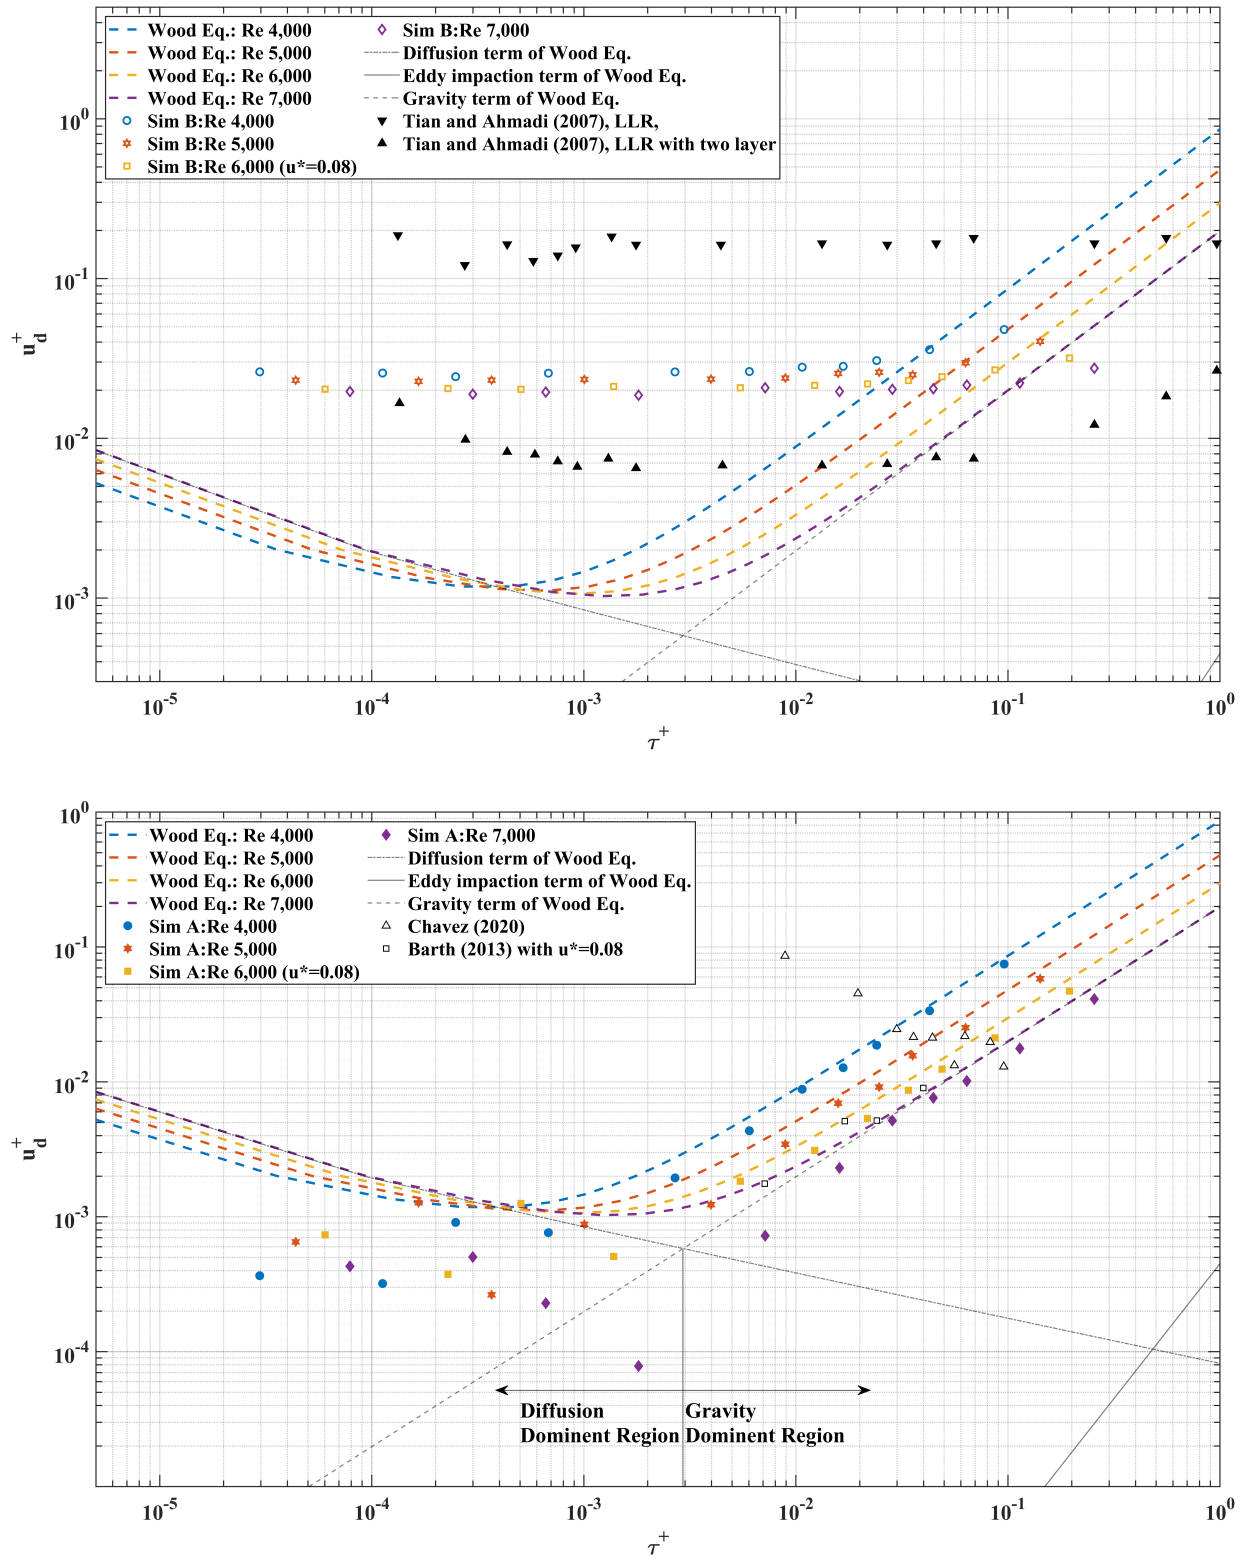 Wood Eq.: Re 4,000
Wood Eq.: Re 5,000
Wood Eq.: Re 6,000
Wood Eq.: Re 7,000
Sim B:Re 4,000
Sim B:Re 5,000
Sim B:Re 6,000 (u*=0.08)
Sim B:Re 7,000
Diffusion term of Wood Eq.
Eddy impaction term of Wood Eq.
Gravity term of Wood Eq.
Tian and Ahmadi (2007), LLR,
Tian and Ahmadi (2007), LLR with two layer
10^0
10^-1
10^-2
10^-3
u_d^+
10^-5
10^-4
10^-3
10^-2
10^-1
10^0
τ^+
Wood Eq.: Re 4,000
Wood Eq.: Re 5,000
Wood Eq.: Re 6,000
Wood Eq.: Re 7,000
Sim A:Re 4,000
Sim A:Re 5,000
Sim A:Re 6,000 (u*=0.08)
Sim A:Re 7,000
Diffusion term of Wood Eq.
Eddy impaction term of Wood Eq.
Gravity term of Wood Eq.
Chavez (2020)
Barth (2013) with u*=0.08
10^0
10^-1
10^-2
10^-3
10^-4
u_d^+
Diffusion
Dominent Region
Gravity
Dominent Region
10^-5
10^-4
10^-3
10^-2
10^-1
10^0
τ^+